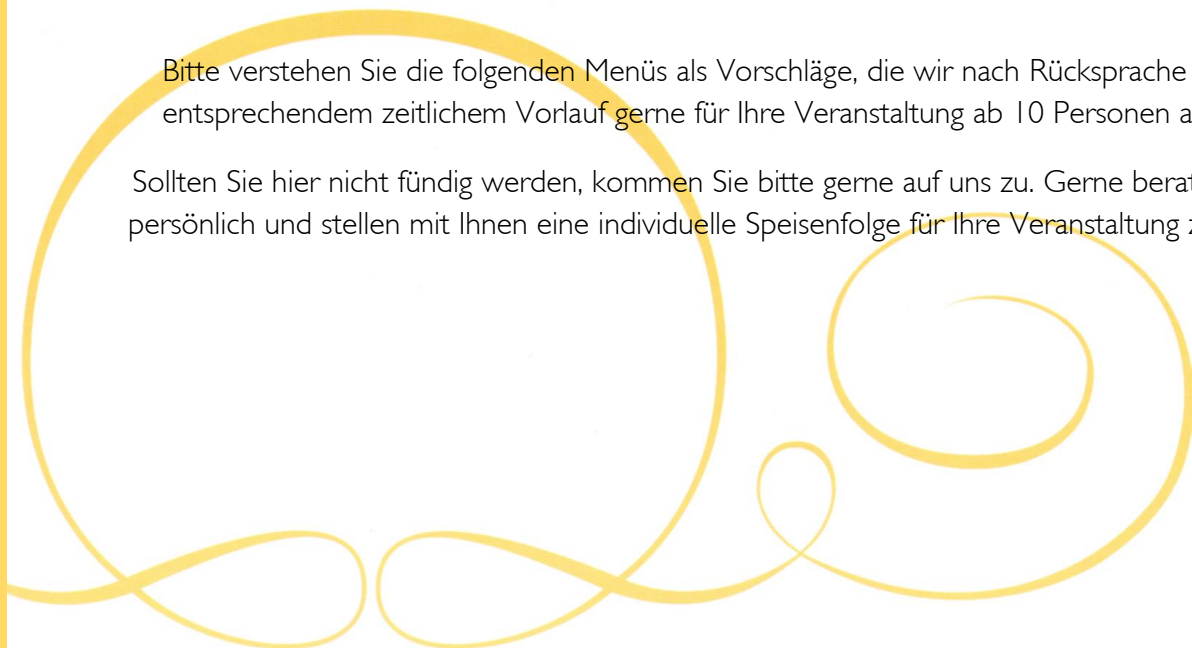 Bitte verstehen Sie die folgenden Menüs als Vorschläge, die wir nach Rücksprache
entsprechendem zeitlichem Vorlauf gerne für Ihre Veranstaltung ab 10 Personen
Sollten Sie hier nicht fündig werden, kommen Sie bitte gerne auf uns zu. Gerne
persönlich und stellen mit Ihnen eine individuelle Speisenfolge für Ihre Veranstaltung